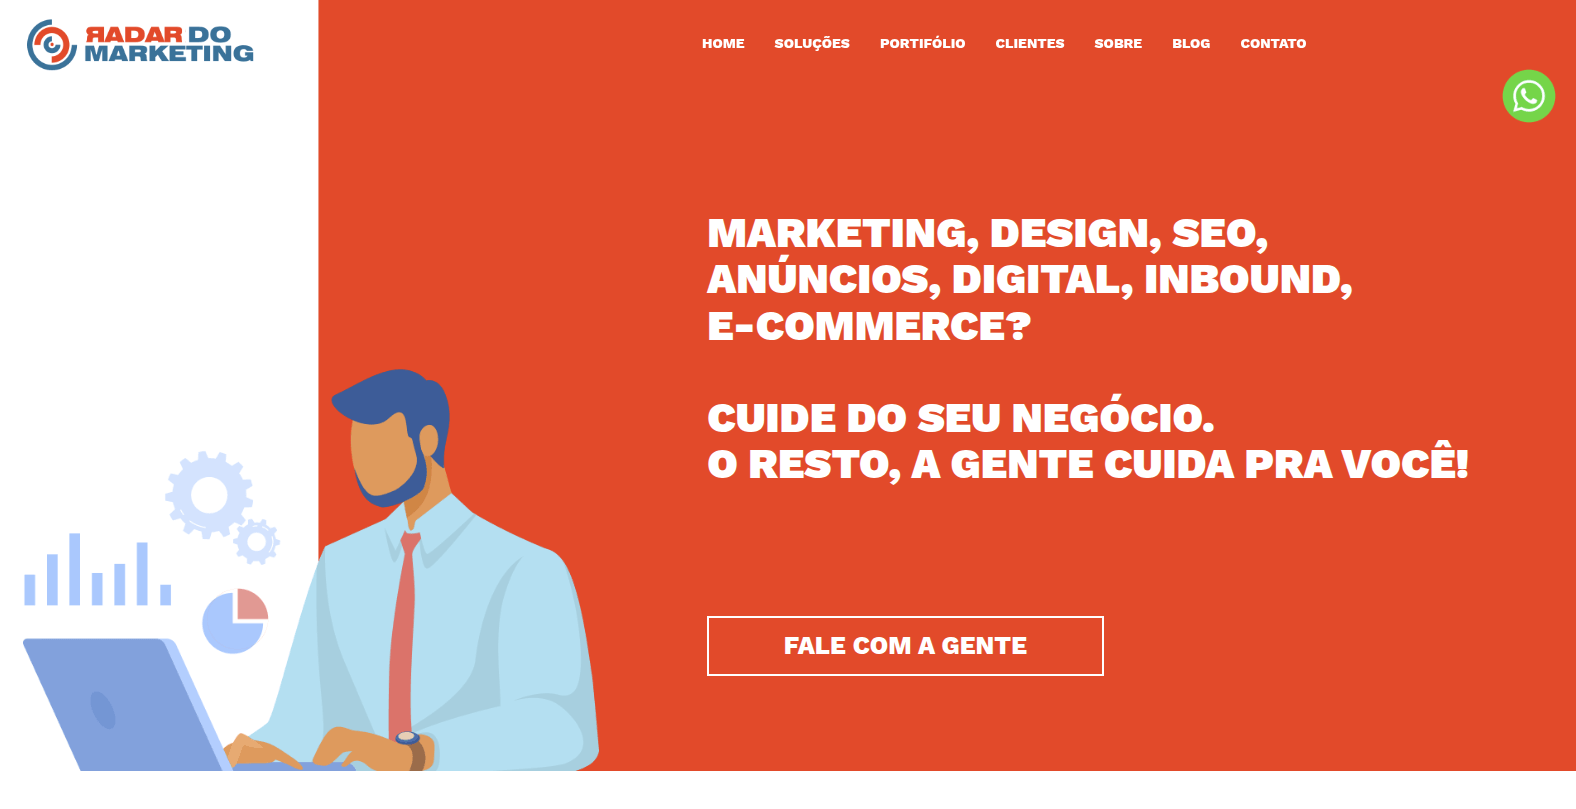 RADAR DO
MARKETING
HOME SOLUÇÕES PORTIFÓLIO CLIENTES SOBRE BLOG CONTATO
MARKETING, DESIGN, SEO,
ANÚNCIOS, DIGITAL, INBOUND,
E-COMMERCE?
CUIDE DO SEU NEGÓCIO.
O RESTO, A GENTE CUIDA PRA VOCÊ!
FALE COM A GENTE